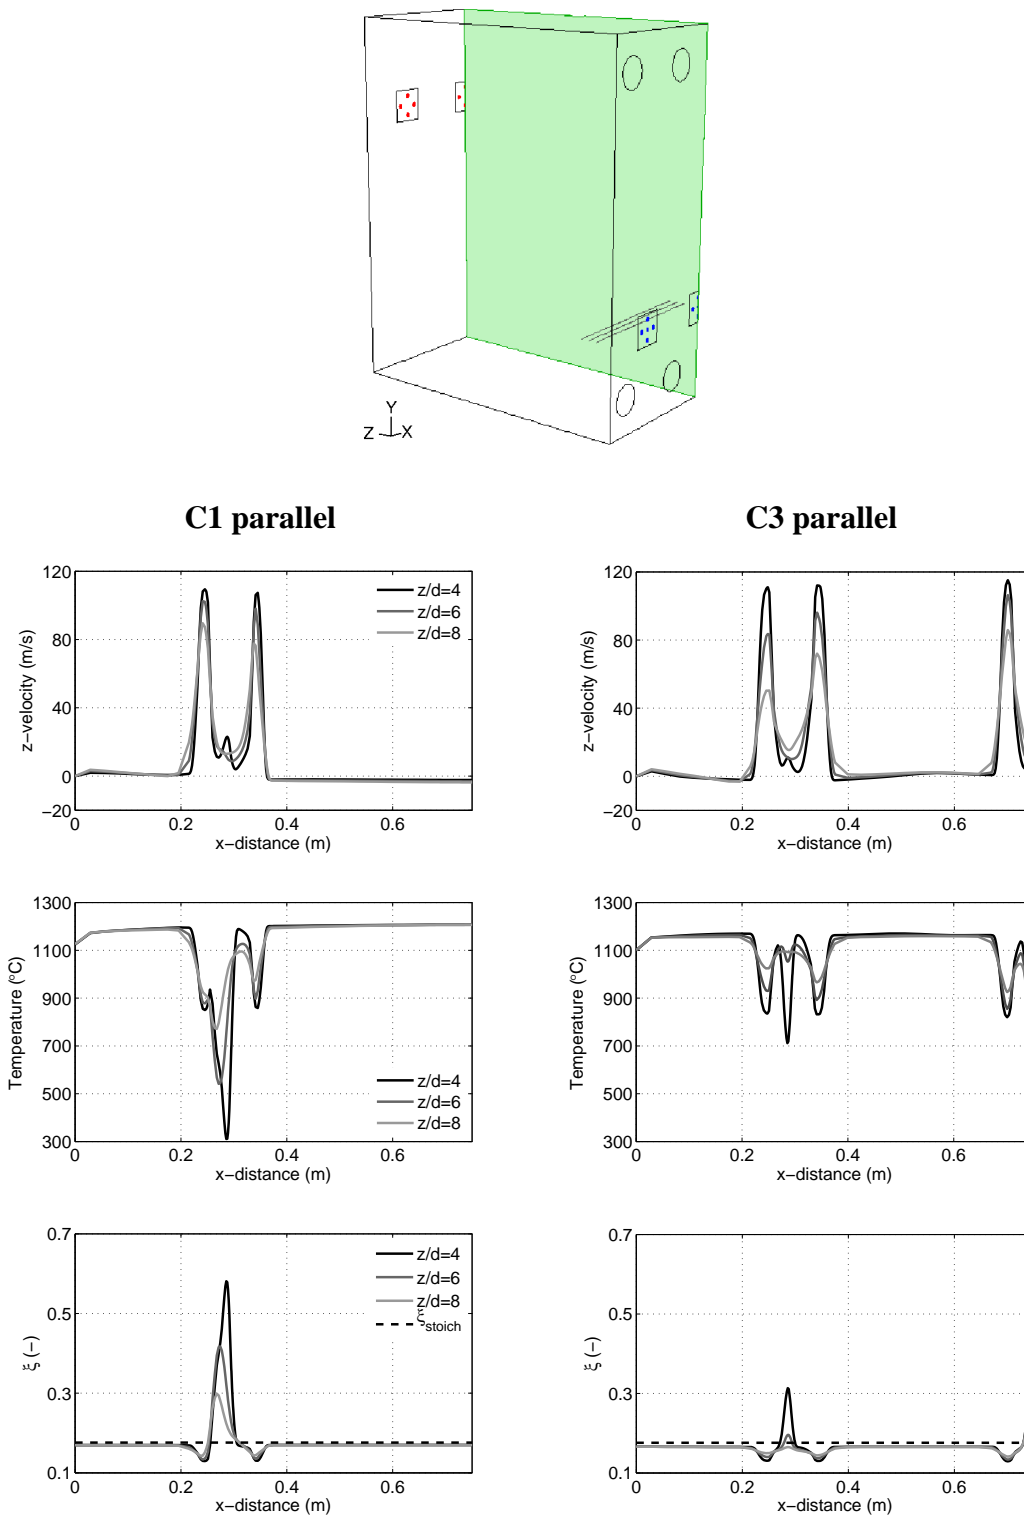 Y
Z X
C1 parallel
C3 parallel
120
80
40
0
−20
z−velocity (m/s)
z/d=4
z/d=6
z/d=8
0 0.2 0.4 0.6
x−distance (m)
120
80
40
0
−20
z−velocity (m/s)
0 0.2 0.4 0.6
x−distance (m)
1300
1100
900
700
500
300
Temperature (°C)
z/d=4
z/d=6
z/d=8
0 0.2 0.4 0.6
x−distance (m)
1300
1100
900
700
500
300
Temperature (°C)
0 0.2 0.4 0.6
x−distance (m)
0.7
0.5
0.3
0.1
ξ (−)
z/d=4
z/d=6
z/d=8
ξstoich
0 0.2 0.4 0.6
x−distance (m)
0.7
0.5
0.3
0.1
ξ (−)
0 0.2 0.4 0.6
x−distance (m)